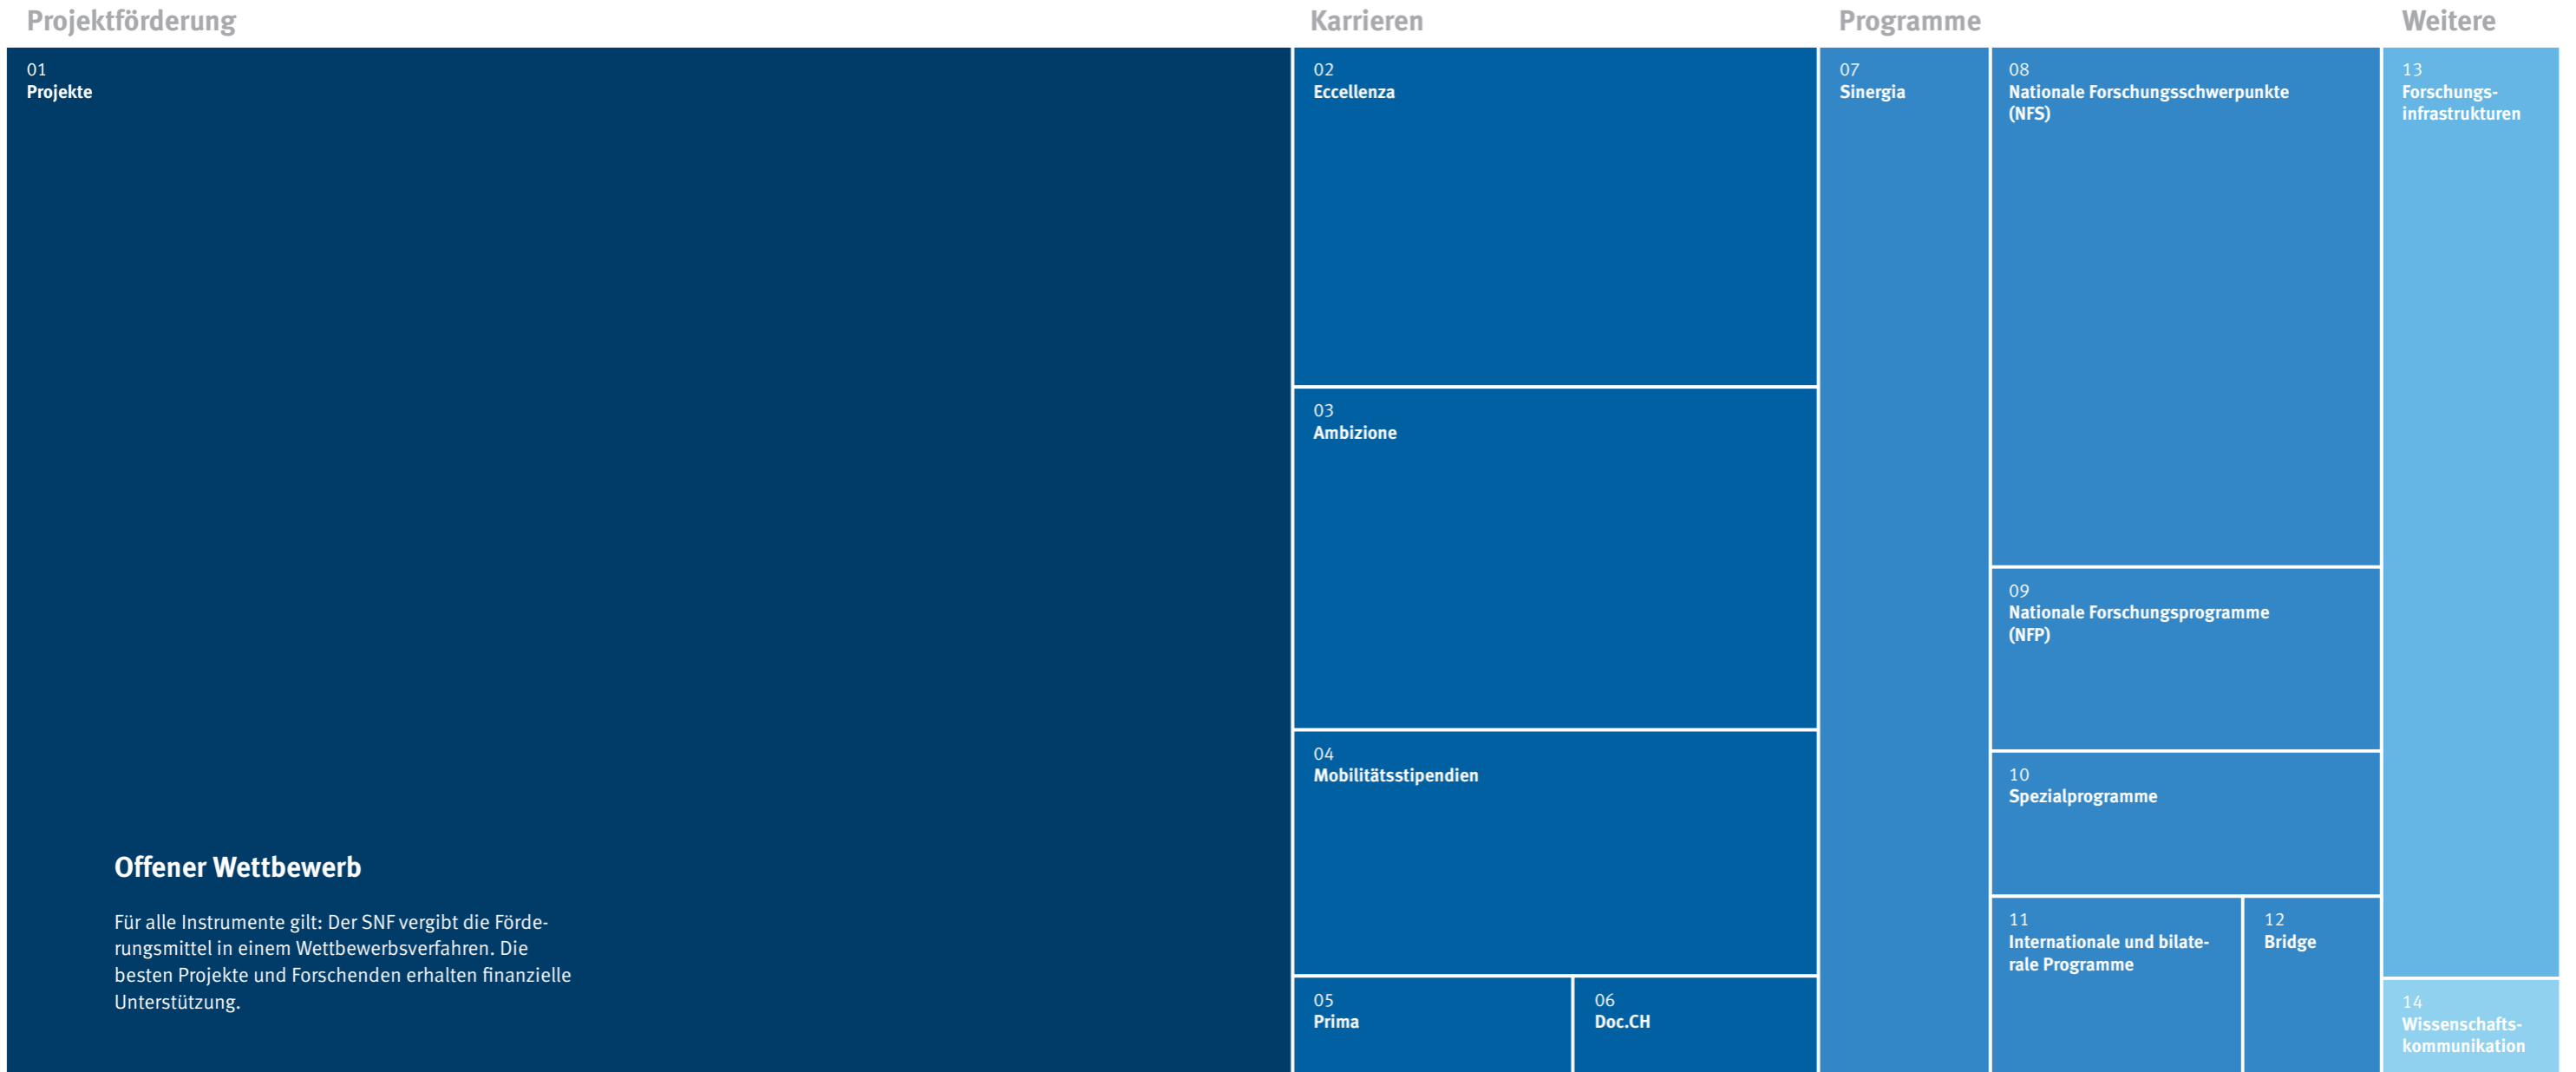 Projektförderung
Karrieren
Programme
Weitere
01
Projekte
Offener Wettbewerb
Für alle Instrumente gilt: Der SNF vergibt die Förde-
rungsmittel in einem Wettbewerbsverfahren. Die
besten Projekte und Forschenden erhalten finanzielle
Unterstützung.
02
Eccellenza
03
Ambizione
04
Mobilitätsstipendien
05
Prima
06
Doc.CH
07
Sinergia
08
Nationale Forschungsschwerpunkte
(NFS)
09
Nationale Forschungsprogramme
(NFP)
10
Spezialprogramme
11
Internationale und bilate-
rale Programme
12
Bridge
13
Forschungs-
infrastrukturen
14
Wissenschafts-
kommunikation